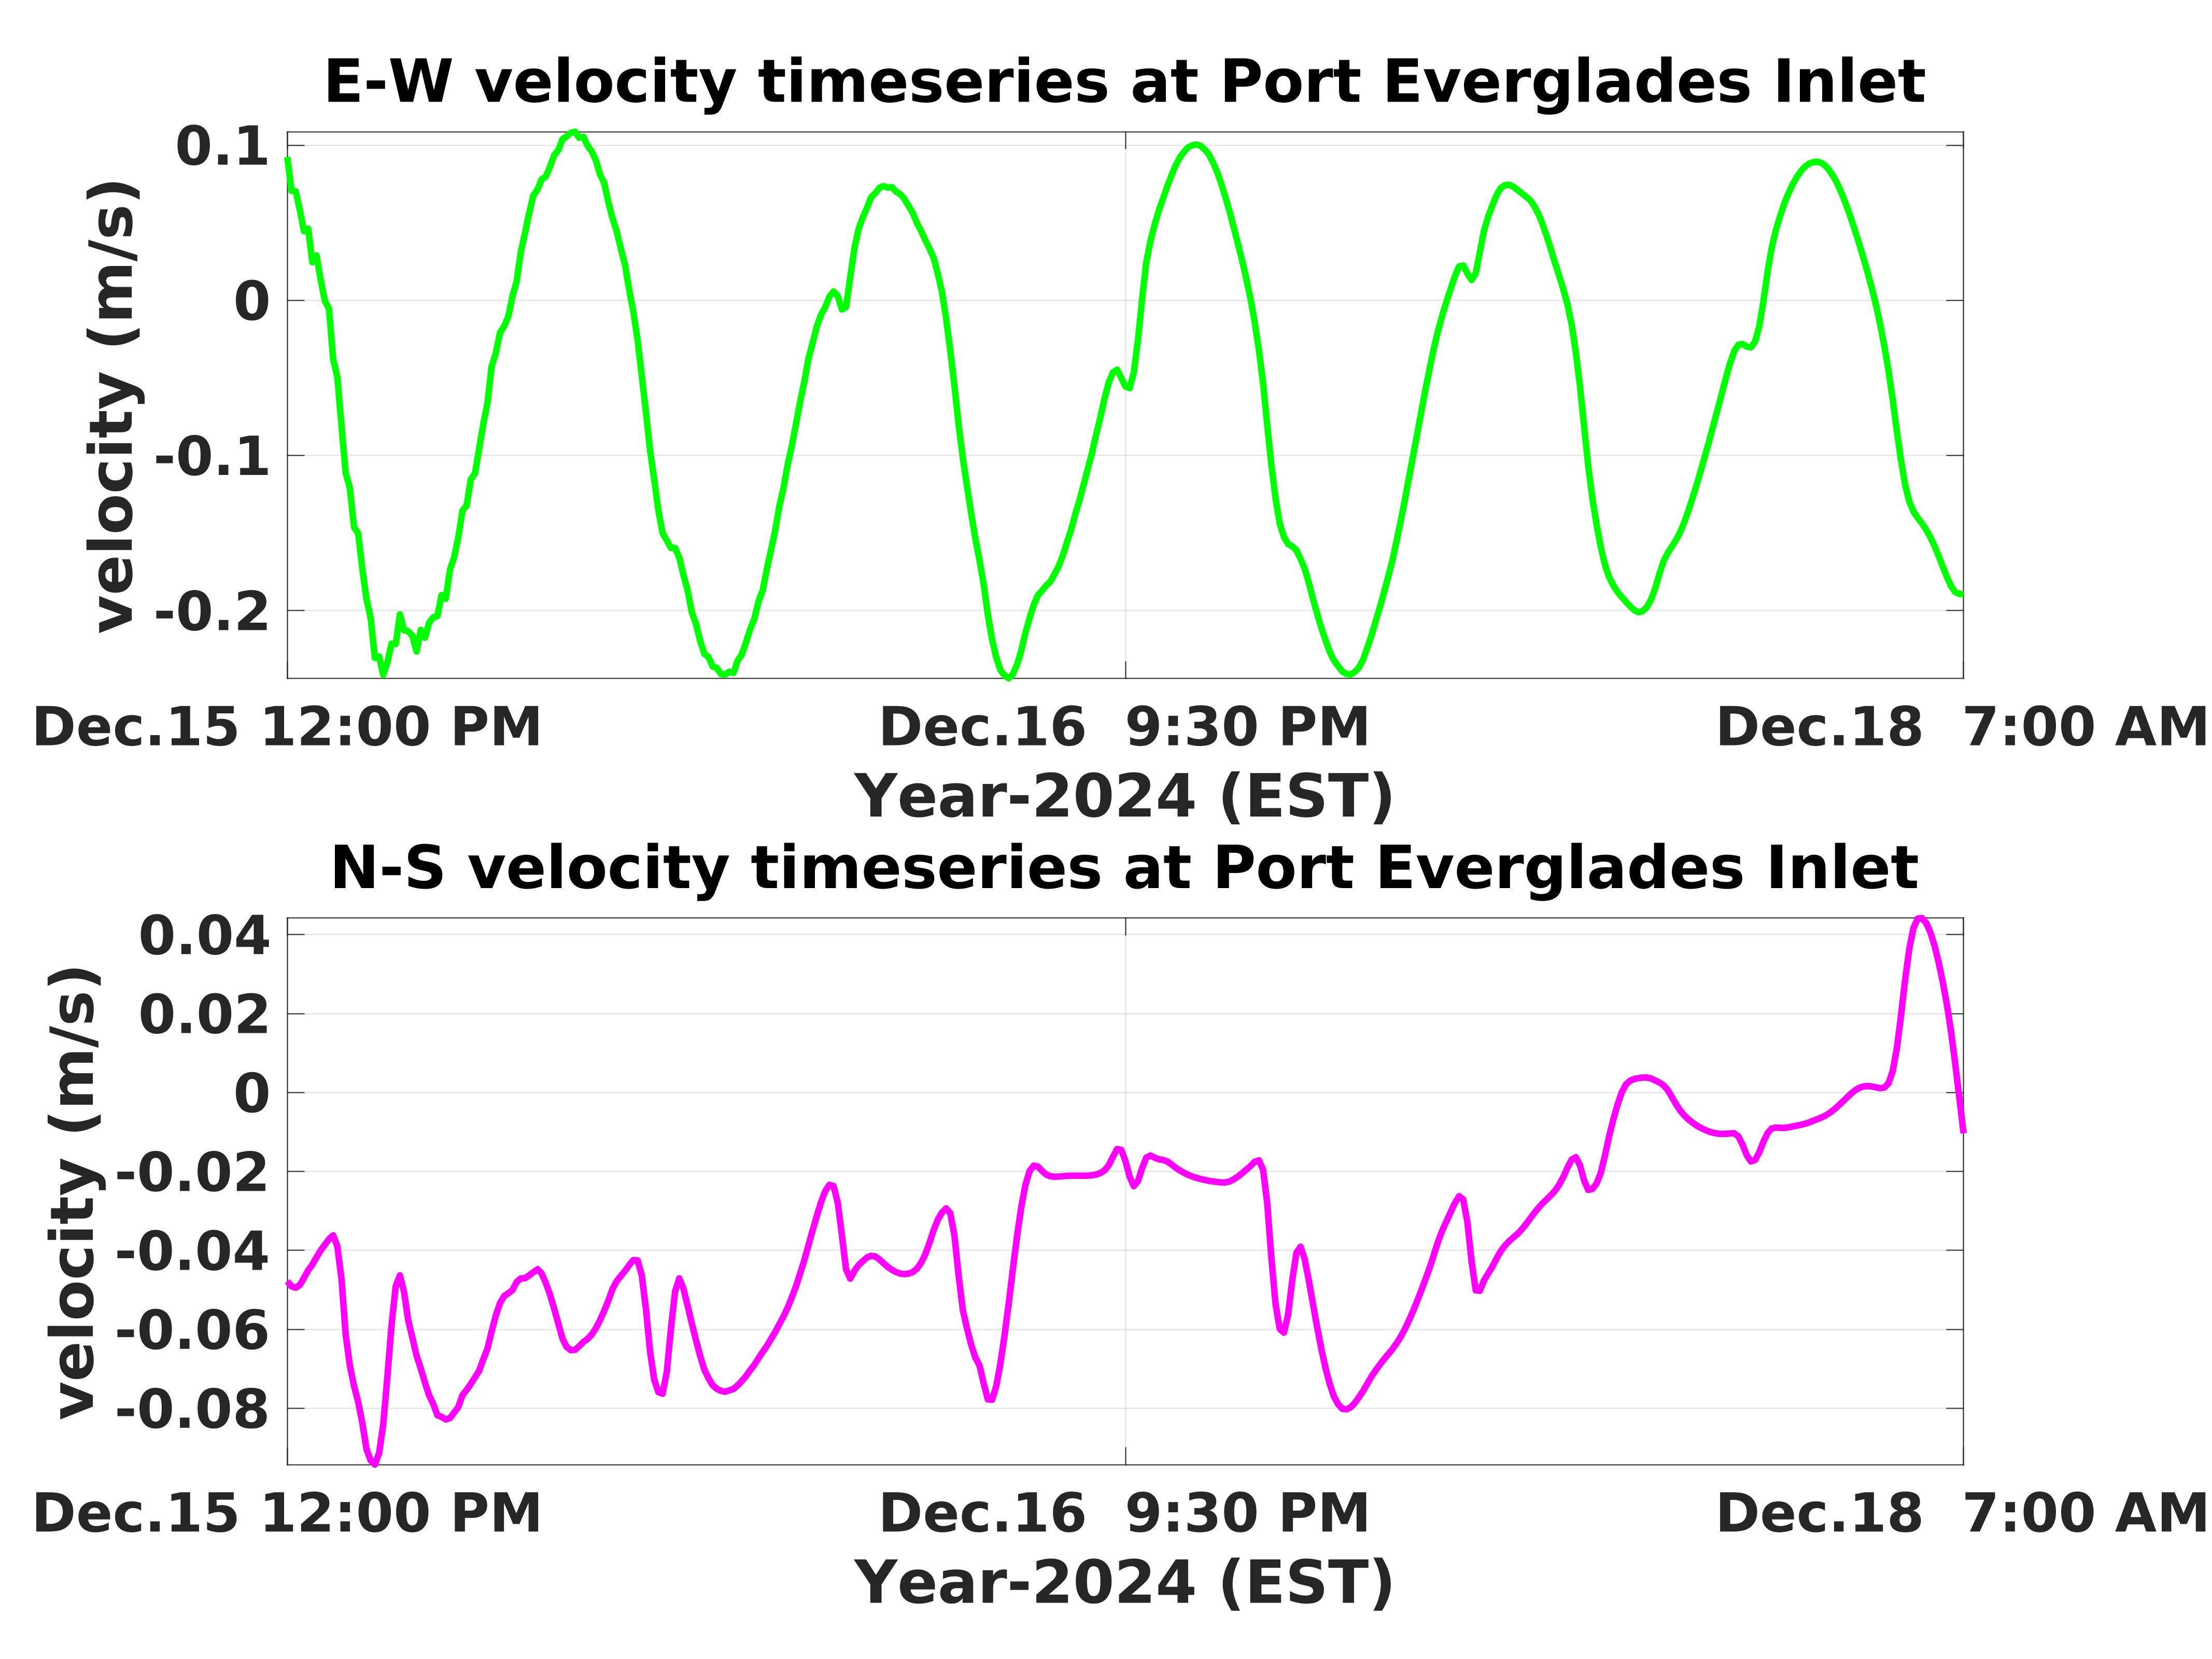 E-W velocity timeseries at Port Everglades Inlet
velocity (m/s)
0.1
0
-0.1
-0.2
Dec.15 12:00 PM Dec.16 9:30 PM Dec.18 7:00 AM
Year-2024 (EST)
N-S velocity timeseries at Port Everglades Inlet
velocity (m/s)
0.04
0.02
0
-0.02
-0.04
-0.06
-0.08
Dec.15 12:00 PM Dec.16 9:30 PM Dec.18 7:00 AM
Year-2024 (EST)